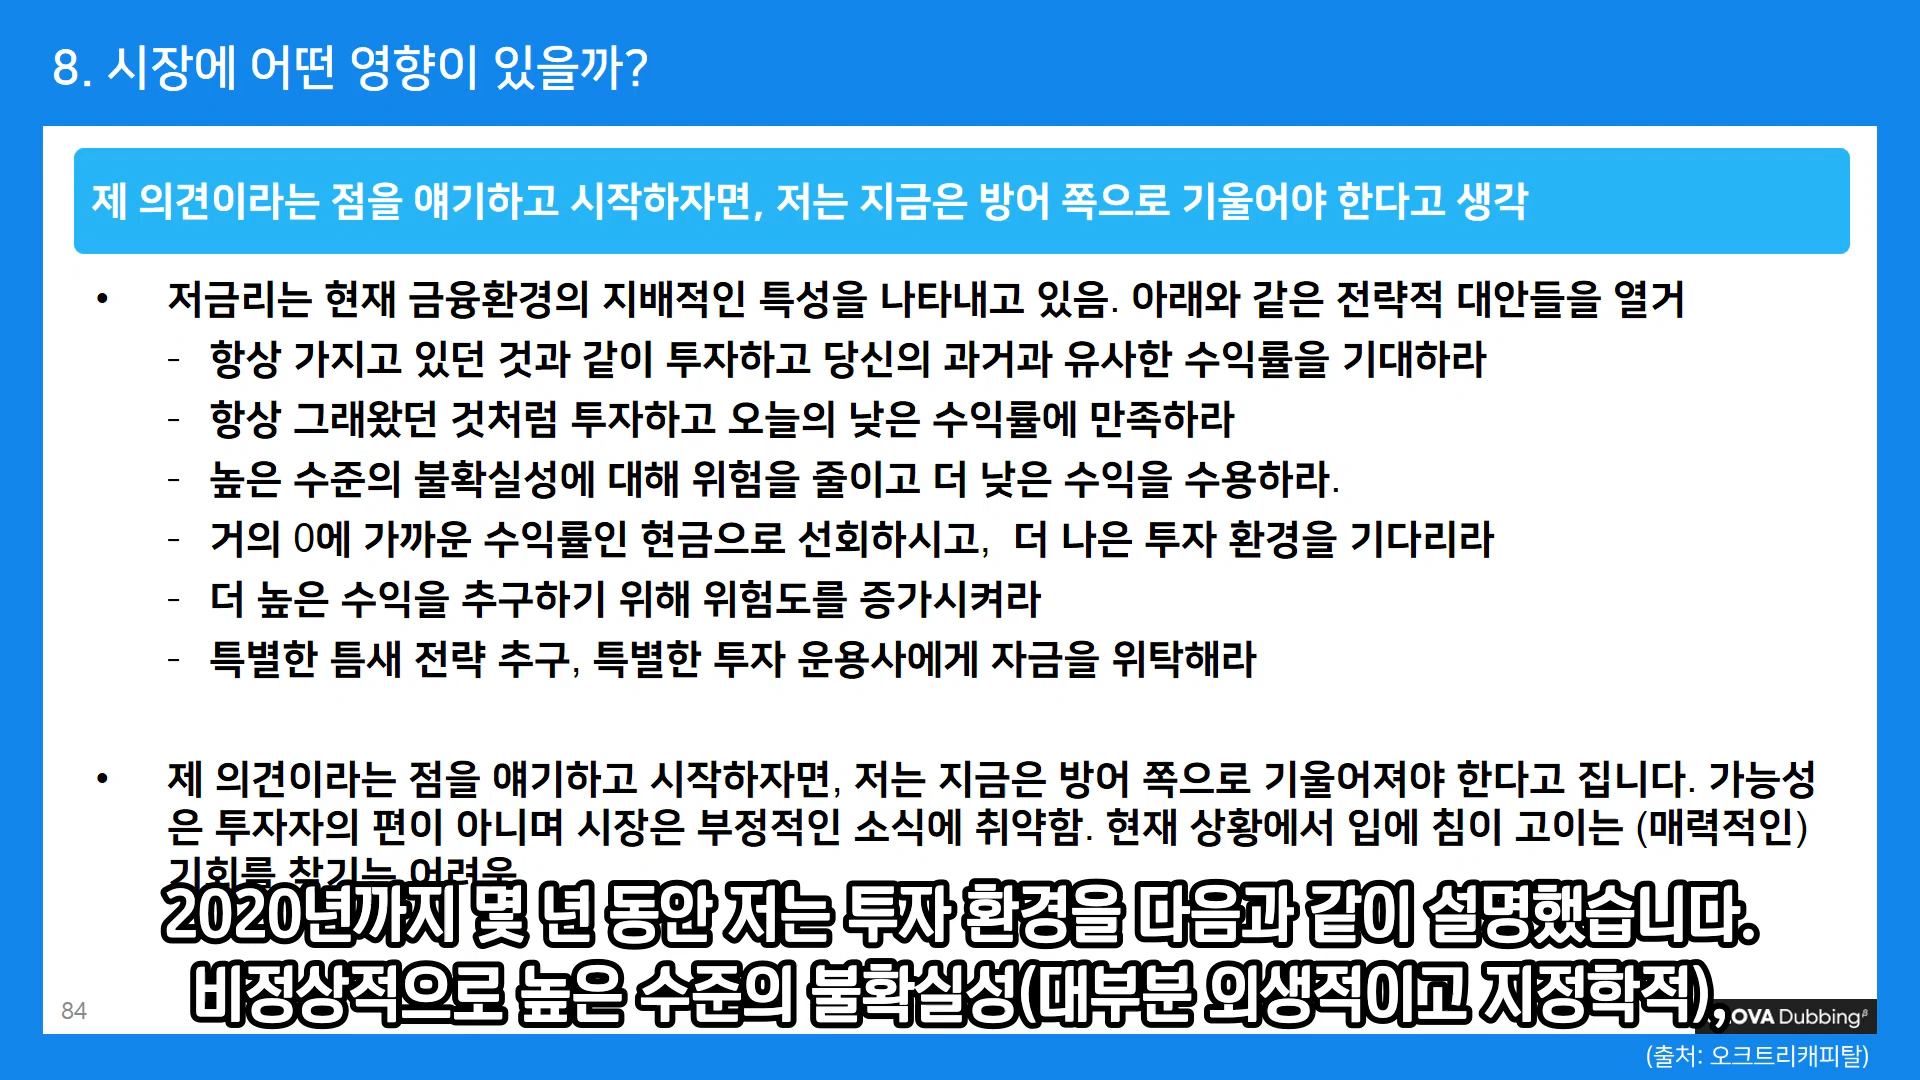 8. 시장에 어떤 영향이 있을까?
제 의견이라는 점을 얘기하고 시작하자면, 저는 지금은 방어 쪽으로 기울어야 한다고 생각
• 저금리는 현재 금융환경의 지배적인 특성을 나타내고 있음. 아래와 같은 전략적 대안들을 열거
- 항상 가지고 있던 것과 같이 투자하고 당신의 과거과 유사한 수익률을 기대하라
- 항상 그래왔던 것처럼 투자하고 오늘의 낮은 수익률에 만족하라
- 높은 수준의 불확실성에 대해 위험을 줄이고 더 낮은 수익을 수용하라.
- 거의 0에 가까운 수익률인 현금으로 선회하시고, 더 나은 투자 환경을 기다리라
- 더 높은 수익을 추구하기 위해 위험도를 증가시켜라
- 특별한 틈새 전략 추구, 특별한 투자 운용사에게 자금을 위탁해라
• 제 의견이라는 점을 얘기하고 시작하자면, 저는 지금은 방어 쪽으로 기울어져야 한다고 집니다. 가능성
은 투자자의 편이 아니며 시장은 부정적인 소식에 취약함. 현재 상황에서 입에 침이 고이는 (매력적인)
기회를 찾기는 어려움
2020년까지 몇 년 동안 저는 투자 환경을 다음과 같이 설명했습니다.
비정상적으로 높은 수준의 불확실성(대부분 외생적이고 지정학적),
84
OVA Dubbing β
(출처: 오크트리캐피탈)